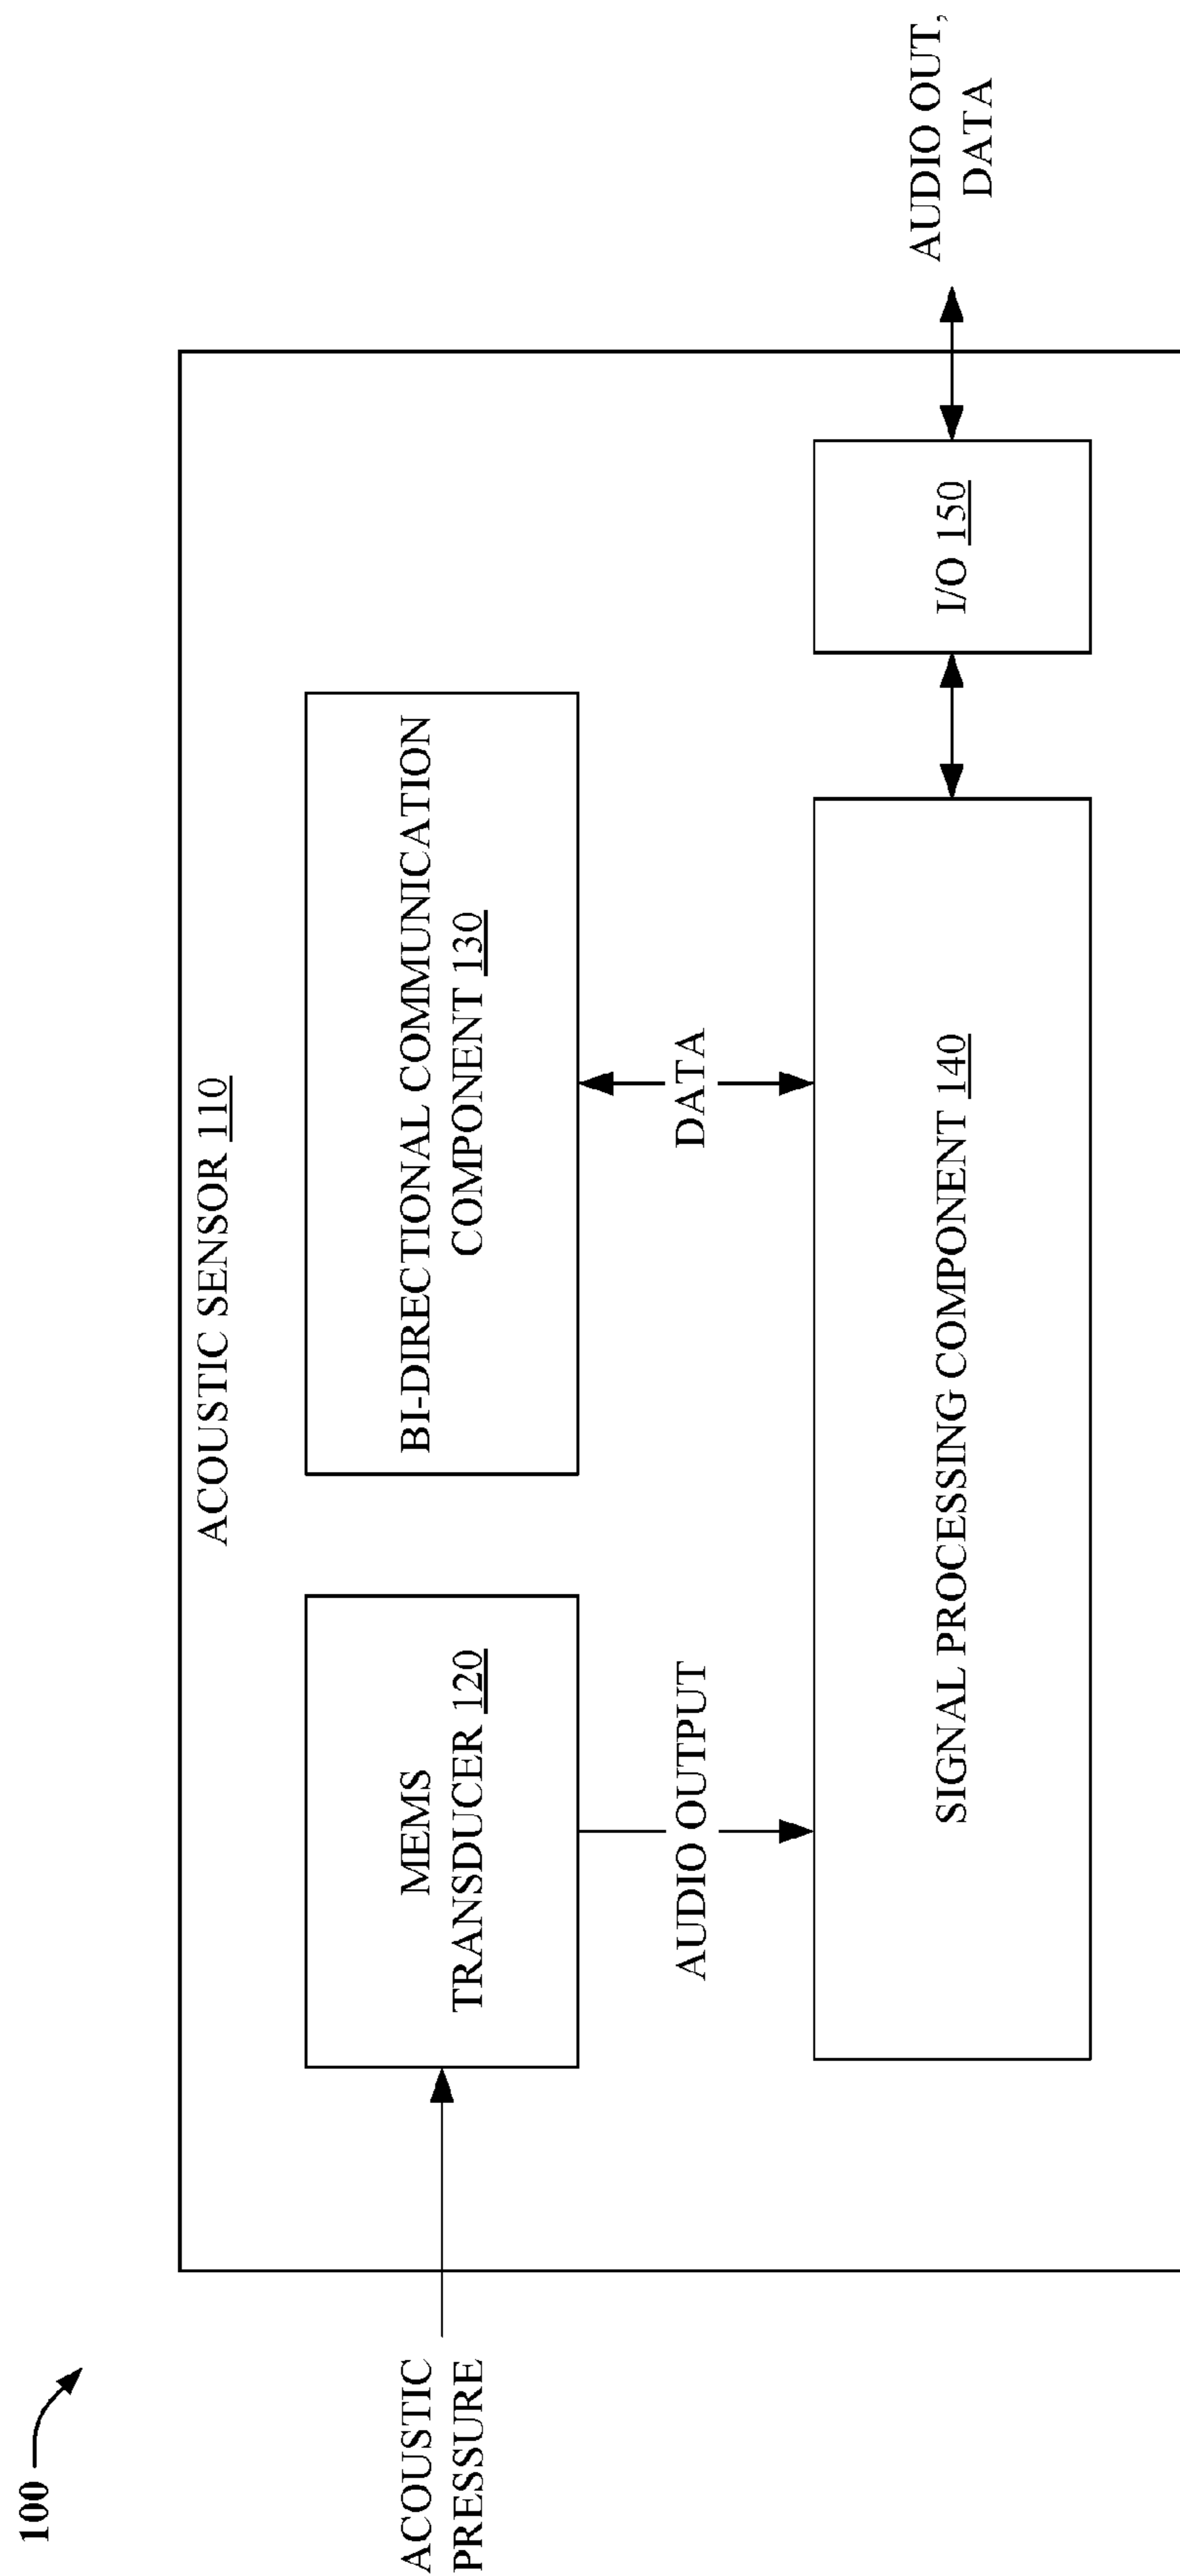 100
ACOUSTIC SENSOR 110
ACOUSTIC
PRESSURE
MEMS
TRANSDUCER 120
BI-DIRECTIONAL COMMUNICATION
COMPONENT 130
AUDIO OUTPUT
DATA
SIGNAL PROCESSING COMPONENT 140
I/O 150
AUDIO OUT,
DATA